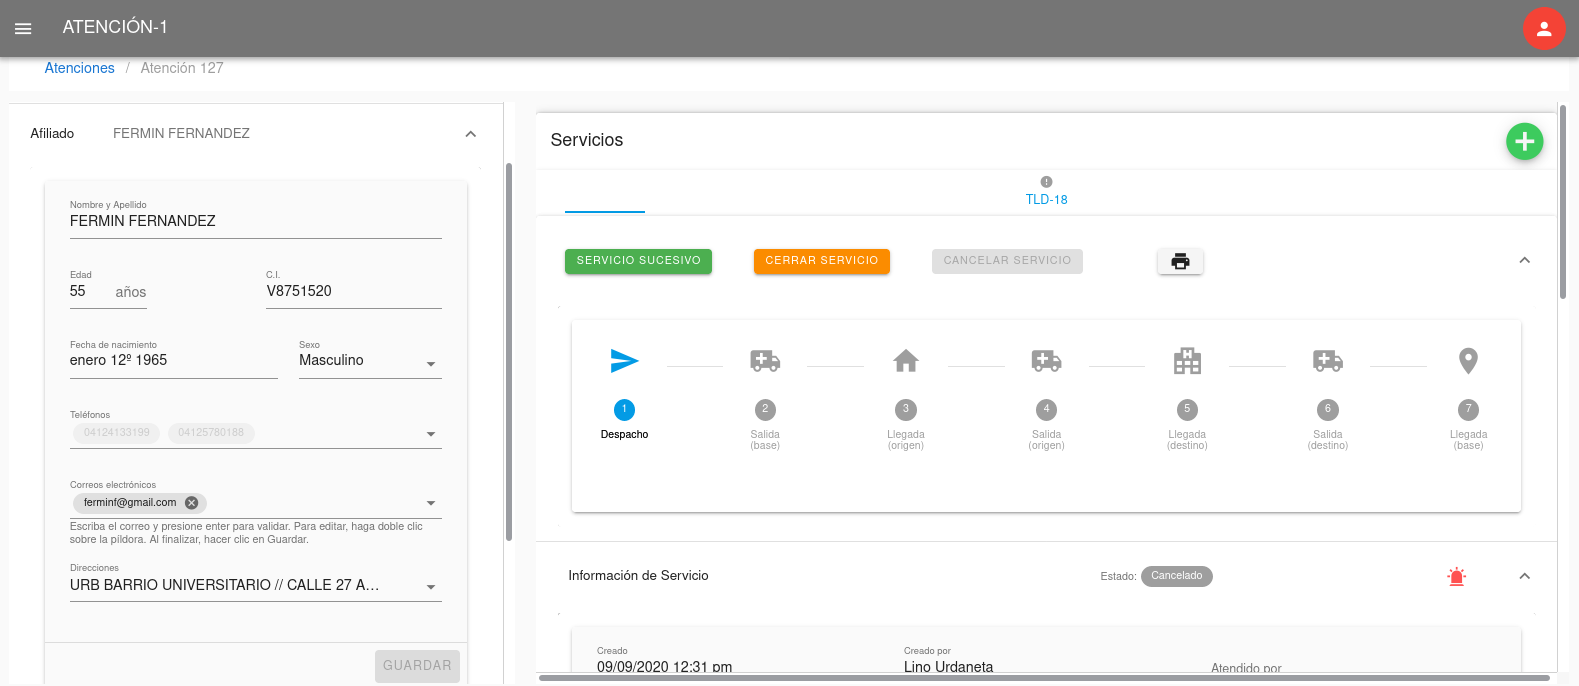 ATENCIÓN-1
Atenciones / Atención 127
Afiliado FERMIN FERNANDEZ
Nombre y Apellido
FERMIN FERNANDEZ
Edad
55 años
C.I.
V8751520
Fecha de nacimiento
enero 12º 1965
Sexo
Masculino
Teléfonos
04124133199 04125780188
Correos electrónicos
ferminf@gmail.com
Escriba el correo y presione enter para validar. Para editar, haga doble clic
sobre la píldora. Al finalizar, hacer clic en Guardar.
Direcciones
URB BARRIO UNIVERSITARIO // CALLE 27 A...
GUARDAR
Servicios
TLD-18
SERVICIO SUCESIVO CERRAR SERVICIO CANCELAR SERVICIO
1
Despacho
2
Salida
(base)
3
Llegada
(origen)
4
Salida
(origen)
5
Llegada
(destino)
6
Salida
(destino)
7
Llegada
(base)
Información de Servicio
Estado: Cancelado
Creado
09/09/2020 12:31 pm
Creado por
Lino Urdaneta
Atendido por